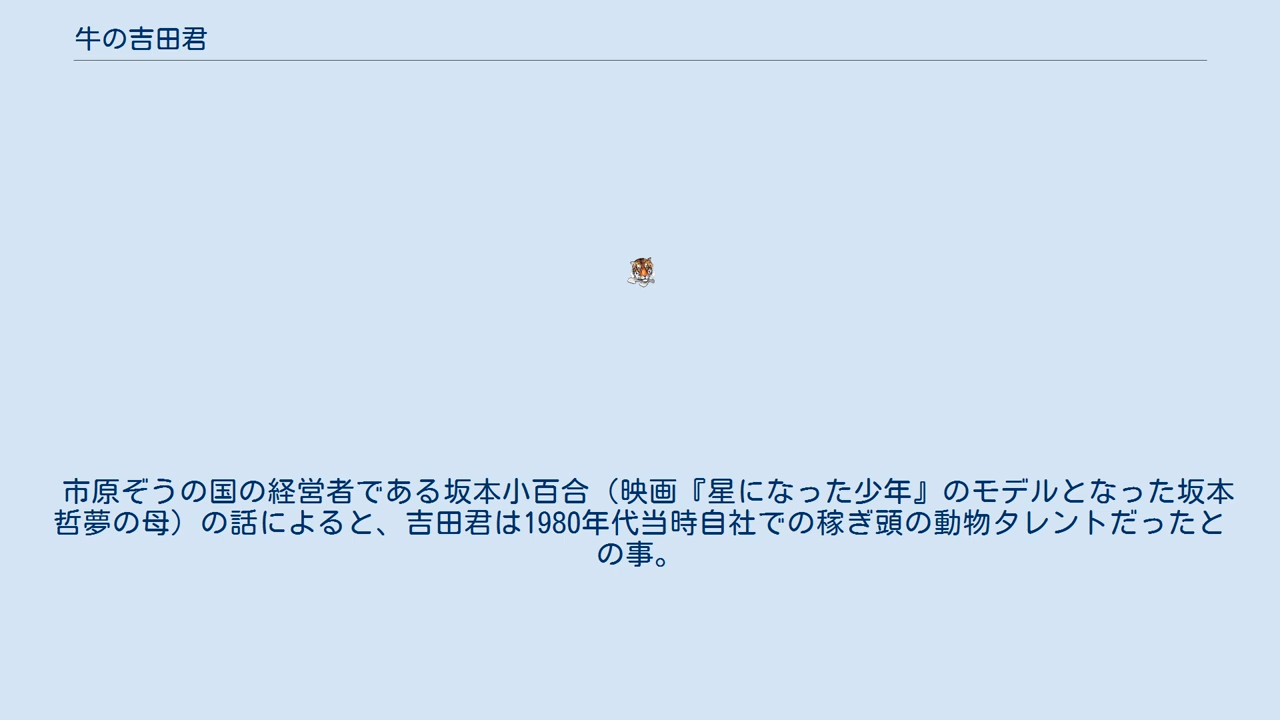 牛の吉田君
市原ぞうの国の経営者である坂本小百合（映画『星になった少年』のモデルとなった坂本
哲夢の母）の話によると、吉田君は1980年代当時自社での稼ぎ頭の動物タレントだったと
の事。